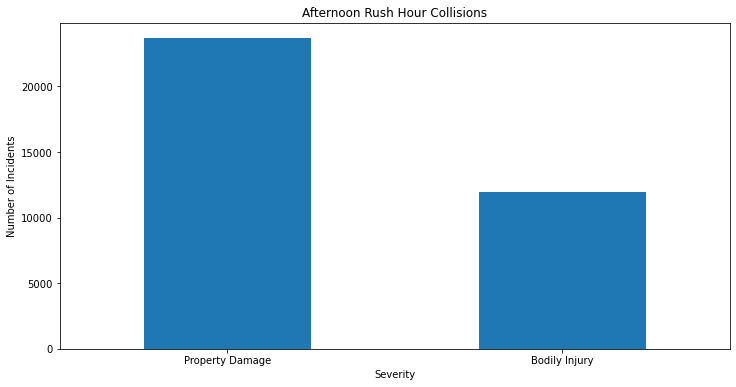 Afternoon Rush Hour Collisions
Number of Incidents
20000
15000
10000
5000
0
Property Damage
Bodily Injury
Severity